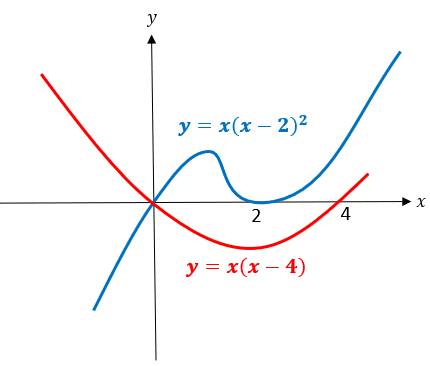 y
y = x(x − 2)²
x
2
4
y = x(x − 4)